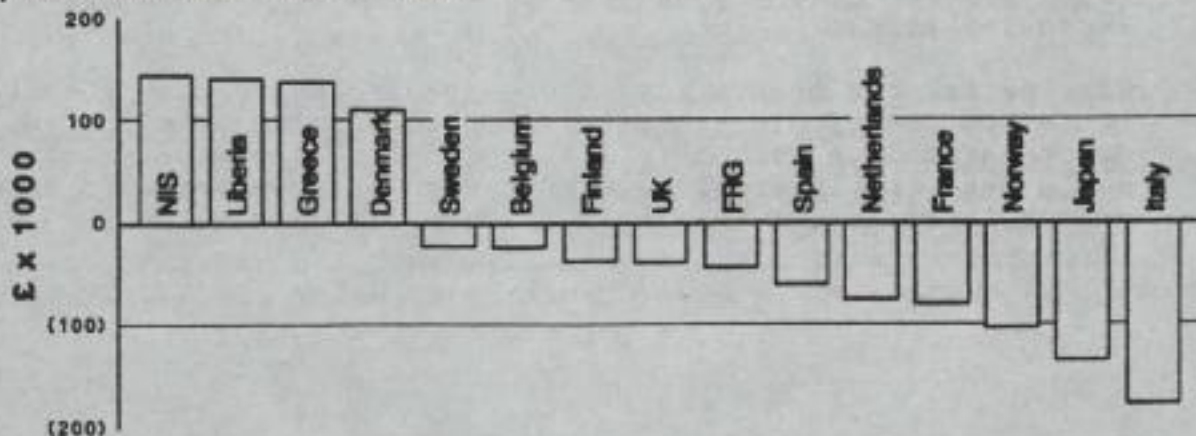 200
100
0
(100)
(200)
£ x 1000
NIS
Liberia
Greece
Denmark
Sweden
Belgium
Finland
UK
FRG
Spain
Netherlands
France
Norway
Japan
Italy